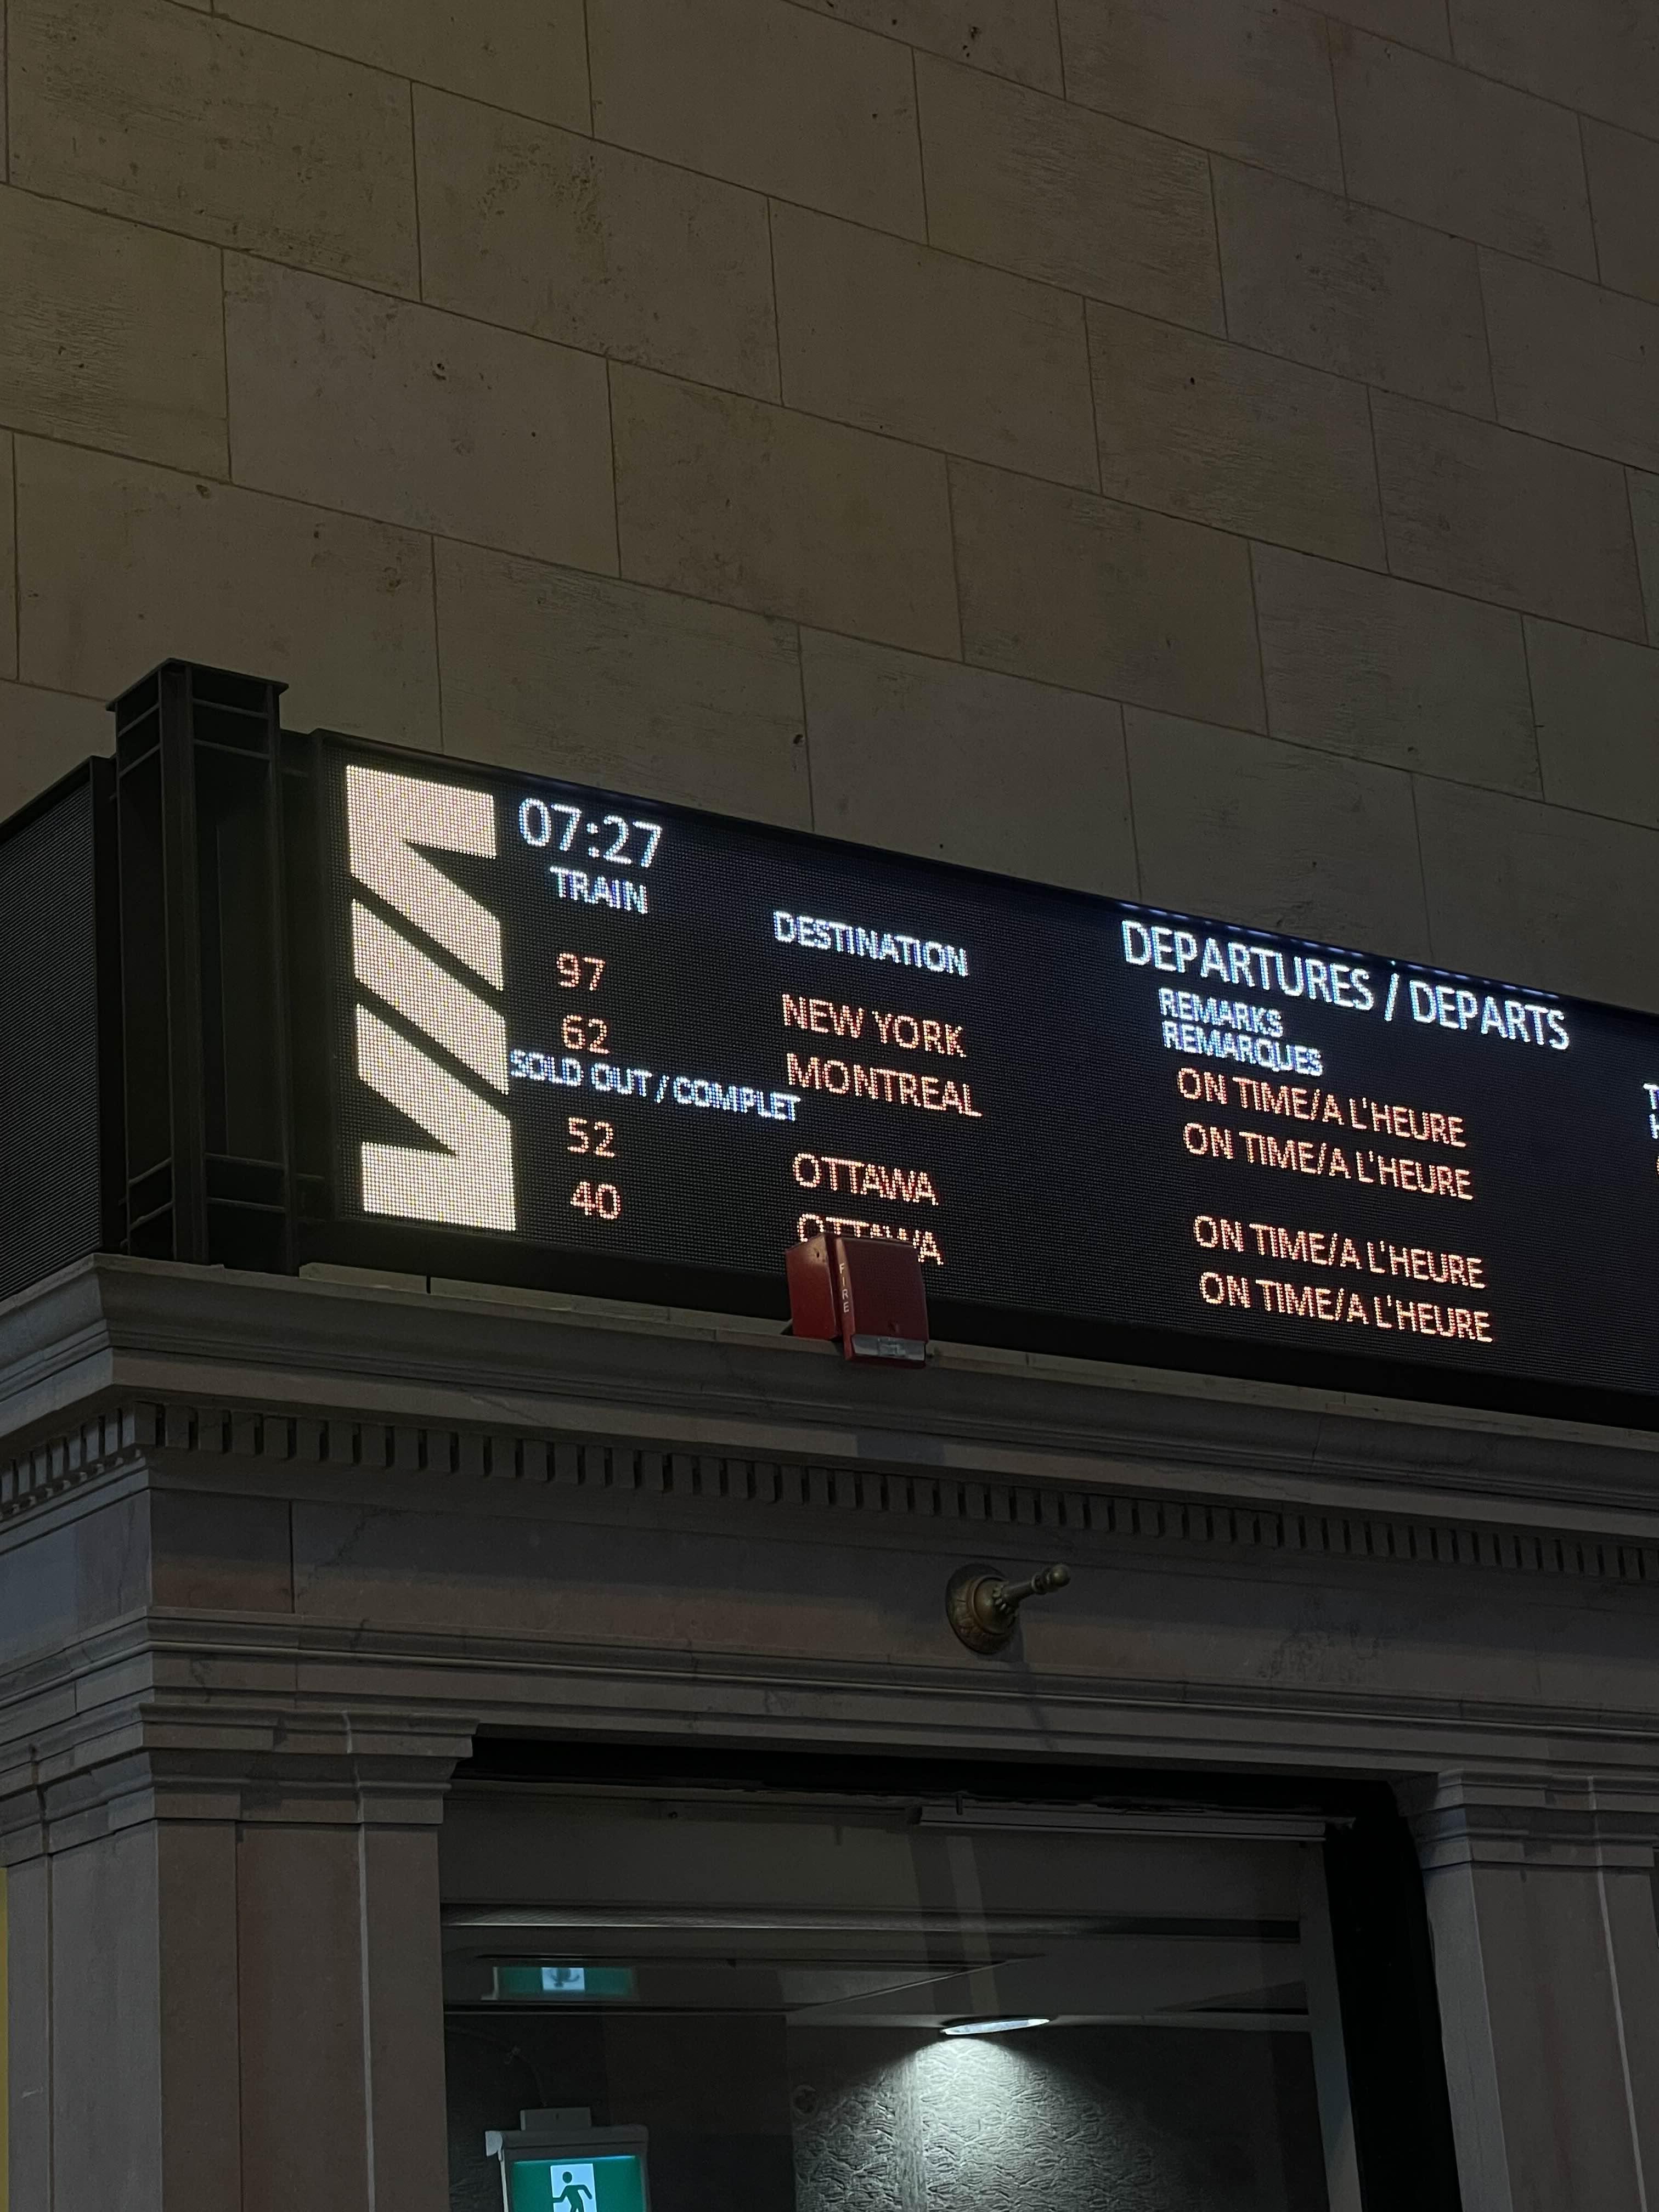 07:27
DEPARTURES / DEPARTS
TRAIN DESTINATION REMARKS
REMARQUES
97 NEW YORK ON TIME/A L'HEURE
62 MONTREAL ON TIME/A L'HEURE
SOLD OUT / COMPLET
52 OTTAWA ON TIME/A L'HEURE
40 OTTAWA ON TIME/A L'HEURE
FIRE